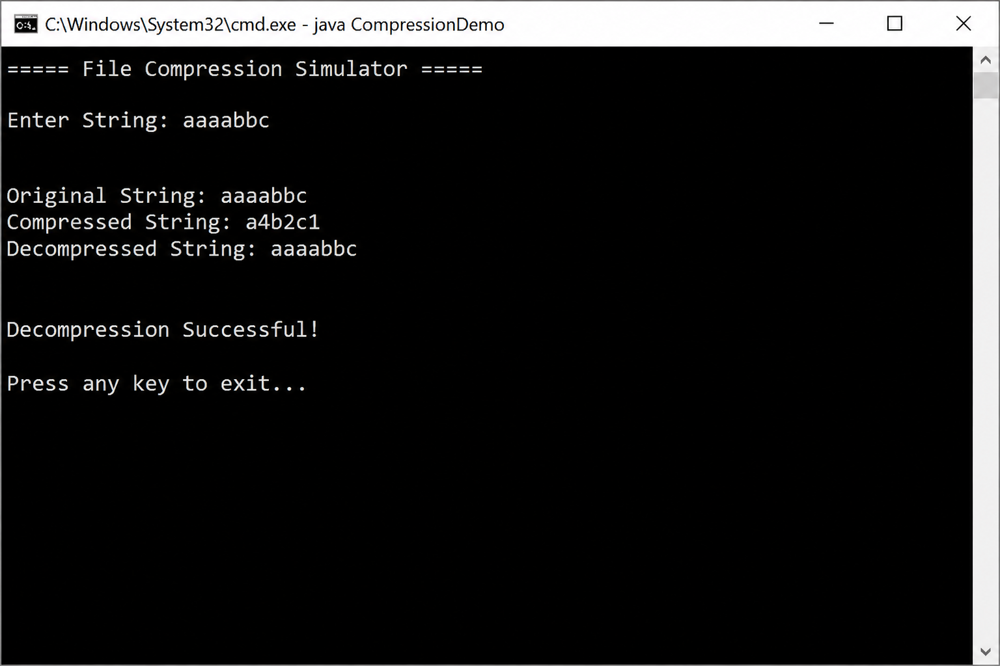 C:\Windows\System32\cmd.exe - java CompressionDemo
===== File Compression Simulator =====
Enter String: aaaabbc
Original String: aaaabbc
Compressed String: a4b2c1
Decompressed String: aaaabbc
Decompression Successful!
Press any key to exit...